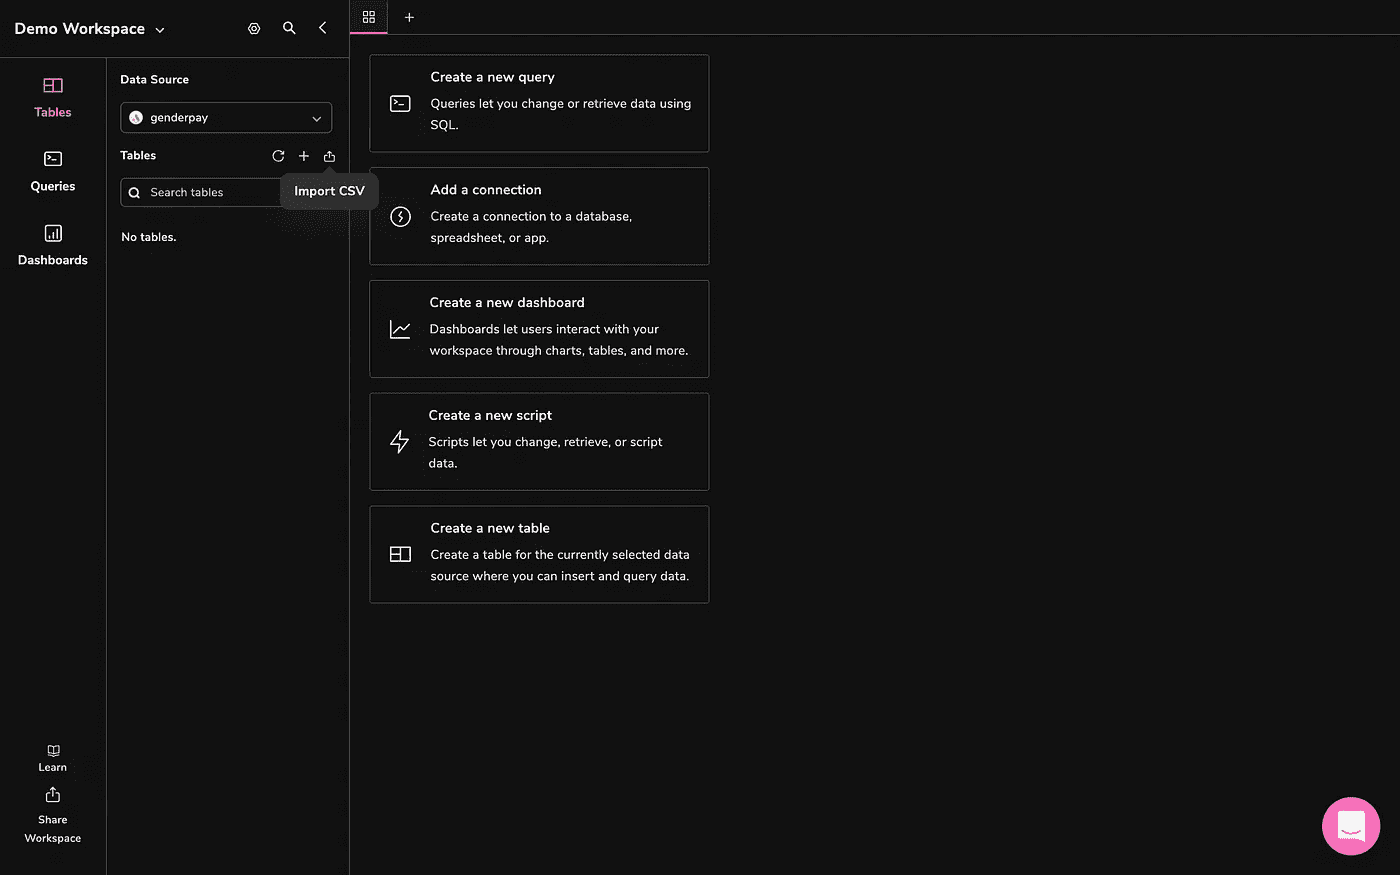 Demo Workspace
Tables
Queries
Dashboards
Learn
Share
Workspace
Data Source
genderpay
Tables
Import CSV
Search tables
No tables.
Create a new query
Queries let you change or retrieve data using
SQL.
Add a connection
Create a connection to a database,
spreadsheet, or app.
Create a new dashboard
Dashboards let users interact with your
workspace through charts, tables, and more.
Create a new script
Scripts let you change, retrieve, or script
data.
Create a new table
Create a table for the currently selected data
source where you can insert and query data.